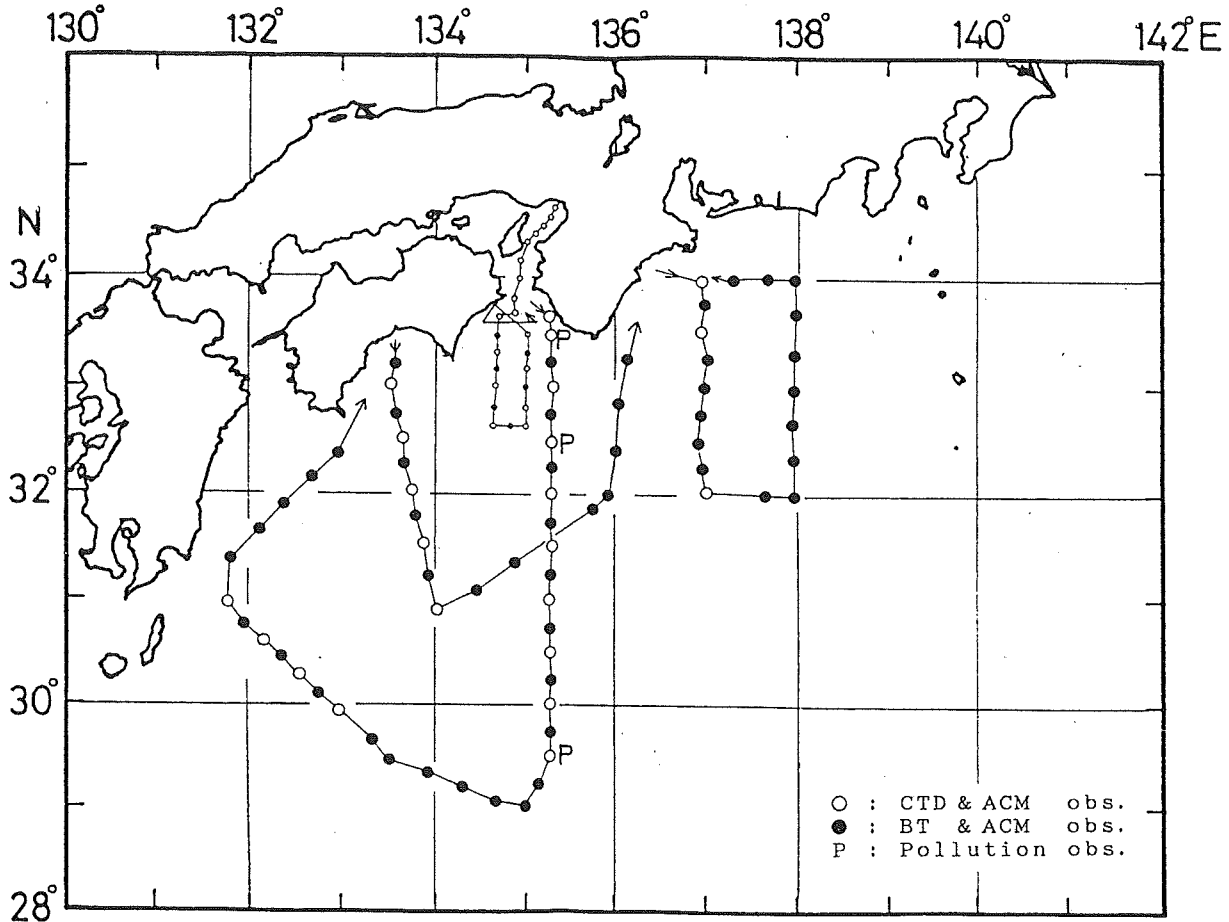 130° 132° 134° 136° 138° 140° 142°E
N
34°
32°
30°
28°
P
P
P
○ : CTD & ACM obs.
● : BT & ACM obs.
P : Pollution obs.